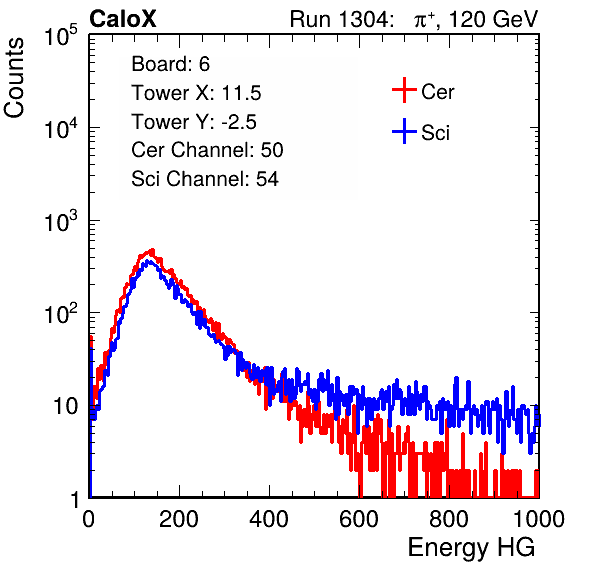 CaloX Run 1304: π⁺, 120 GeV
Counts
10⁵
10⁴
10³
10²
10
1
Board: 6
Tower X: 11.5
Tower Y: -2.5
Cer Channel: 50
Sci Channel: 54
Cer
Sci
0 200 400 600 800 1000
Energy HG